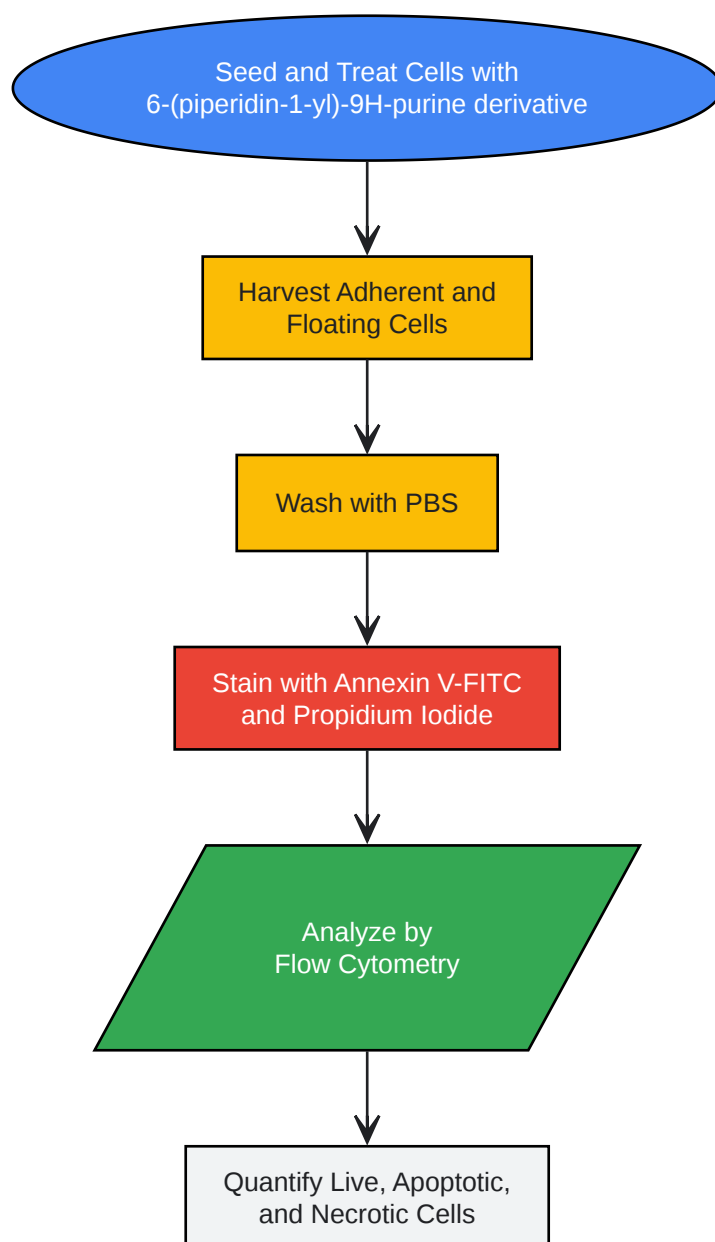 Seed and Treat Cells with
6-(piperidin-1-yl)-9H-purine derivative
Harvest Adherent and
Floating Cells
Wash with PBS
Stain with Annexin V-FITC
and Propidium Iodide
Analyze by
Flow Cytometry
Quantify Live, Apoptotic,
and Necrotic Cells